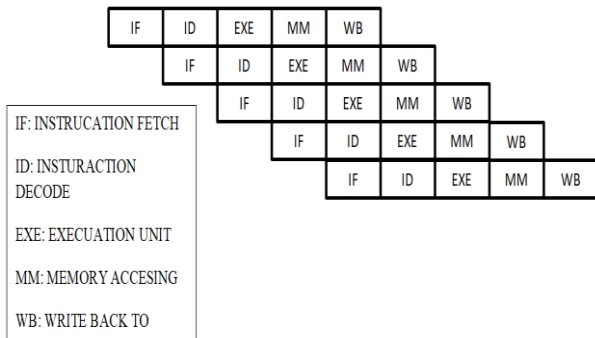 IF ID EXE MM WB
IF ID EXE MM WB
IF ID EXE MM WB
IF ID EXE MM WB
IF ID EXE MM WB
IF: INSTRUCATION FETCH
ID: INSTURACTION
DECODE
EXE: EXECUATION UNIT
MM: MEMORY ACCESING
WB: WRITE BACK TO